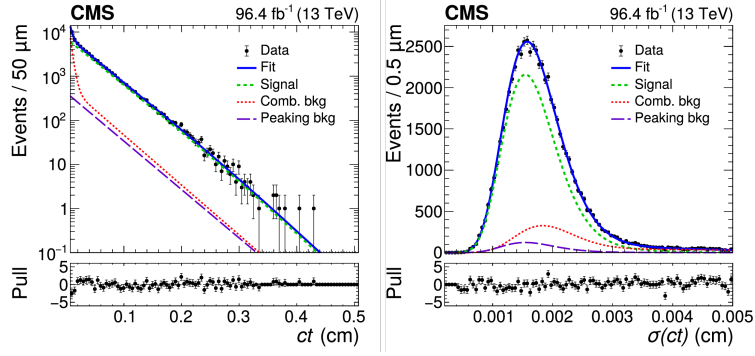 CMS 96.4 fb⁻¹ (13 TeV)
Events / 50 µm
10⁴
10³
10²
10
1
10⁻¹
Data
Fit
Signal
Comb. bkg
Peaking bkg
Pull
5
0
−5
0.1 0.2 0.3 0.4 0.5
ct (cm)
CMS 96.4 fb⁻¹ (13 TeV)
Events / 0.5 µm
2500
2000
1500
1000
500
0
Data
Fit
Signal
Comb. bkg
Peaking bkg
Pull
5
0
−5
0.001 0.002 0.003 0.004 0.005
σ(ct) (cm)